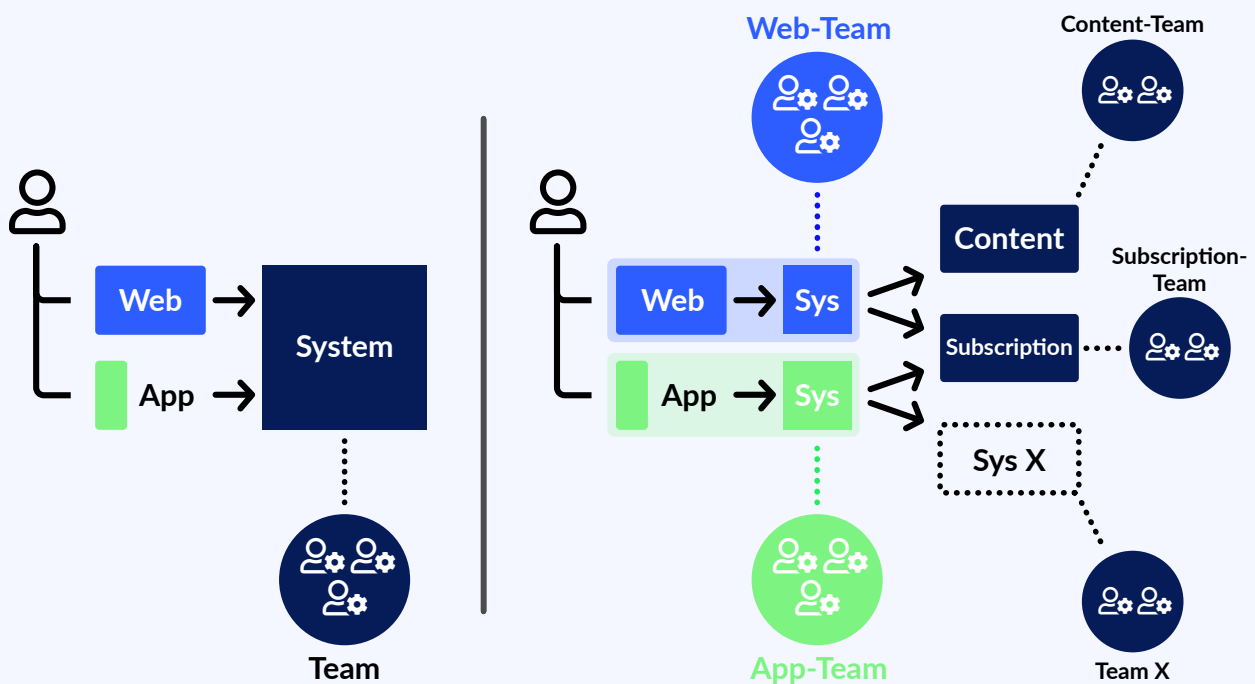 Web
App
System
Team
Web-Team
Content-Team
Content
Subscription-
Team
Web
Sys
Subscription
App
Sys
Sys X
App-Team
Team X